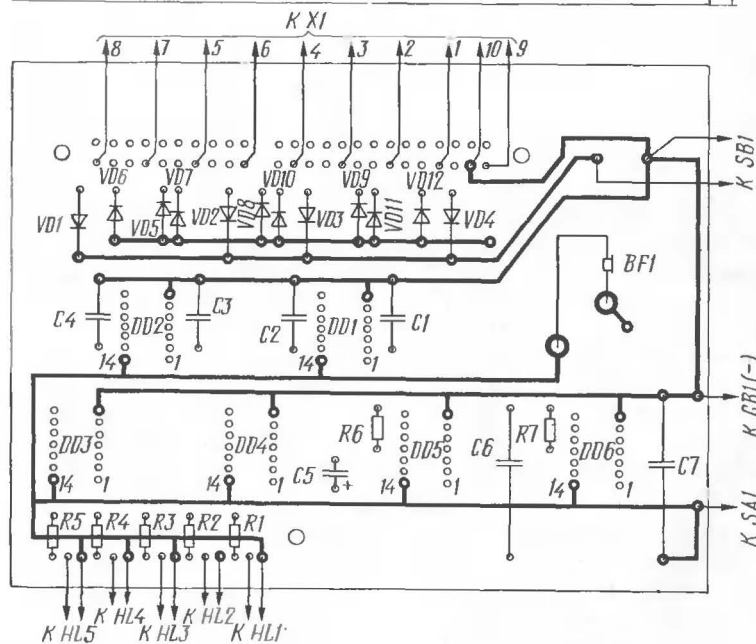 К X1
8 7 5 6 4 3 2 1 10 9
К SB1
К SB1
VD6 VD7 VD10 VD9 VD12
VD1 VD5 VD2 VD8 VD3 VD11 VD4
BF1
C4 DD2 C3 C2 DD1 C1
14 1 14 1
К GB1(-)
DD3 DD4 R6 DD5 C6 R7 DD6 C7
C5 +
14 1 14 1 14 1 14 1
К SA1
R5 R4 R3 R2 R1
К HL5 К HL4 К HL3 К HL2 К HL1